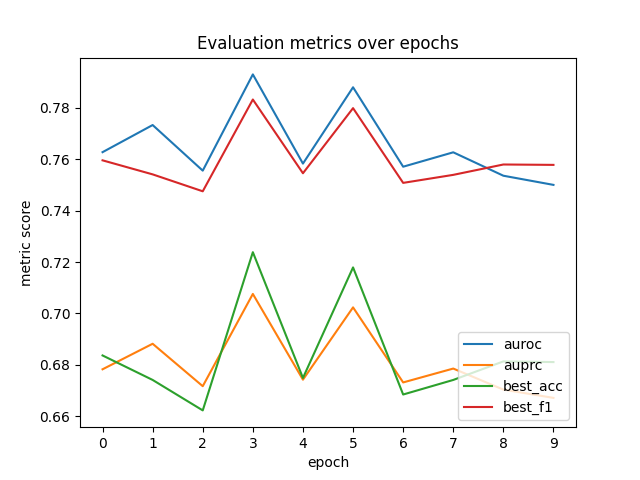 Evaluation metrics over epochs
metric score
0.78
0.76
0.74
0.72
0.70
0.68
0.66
auroc
auprc
best_acc
best_f1
0 1 2 3 4 5 6 7 8 9
epoch